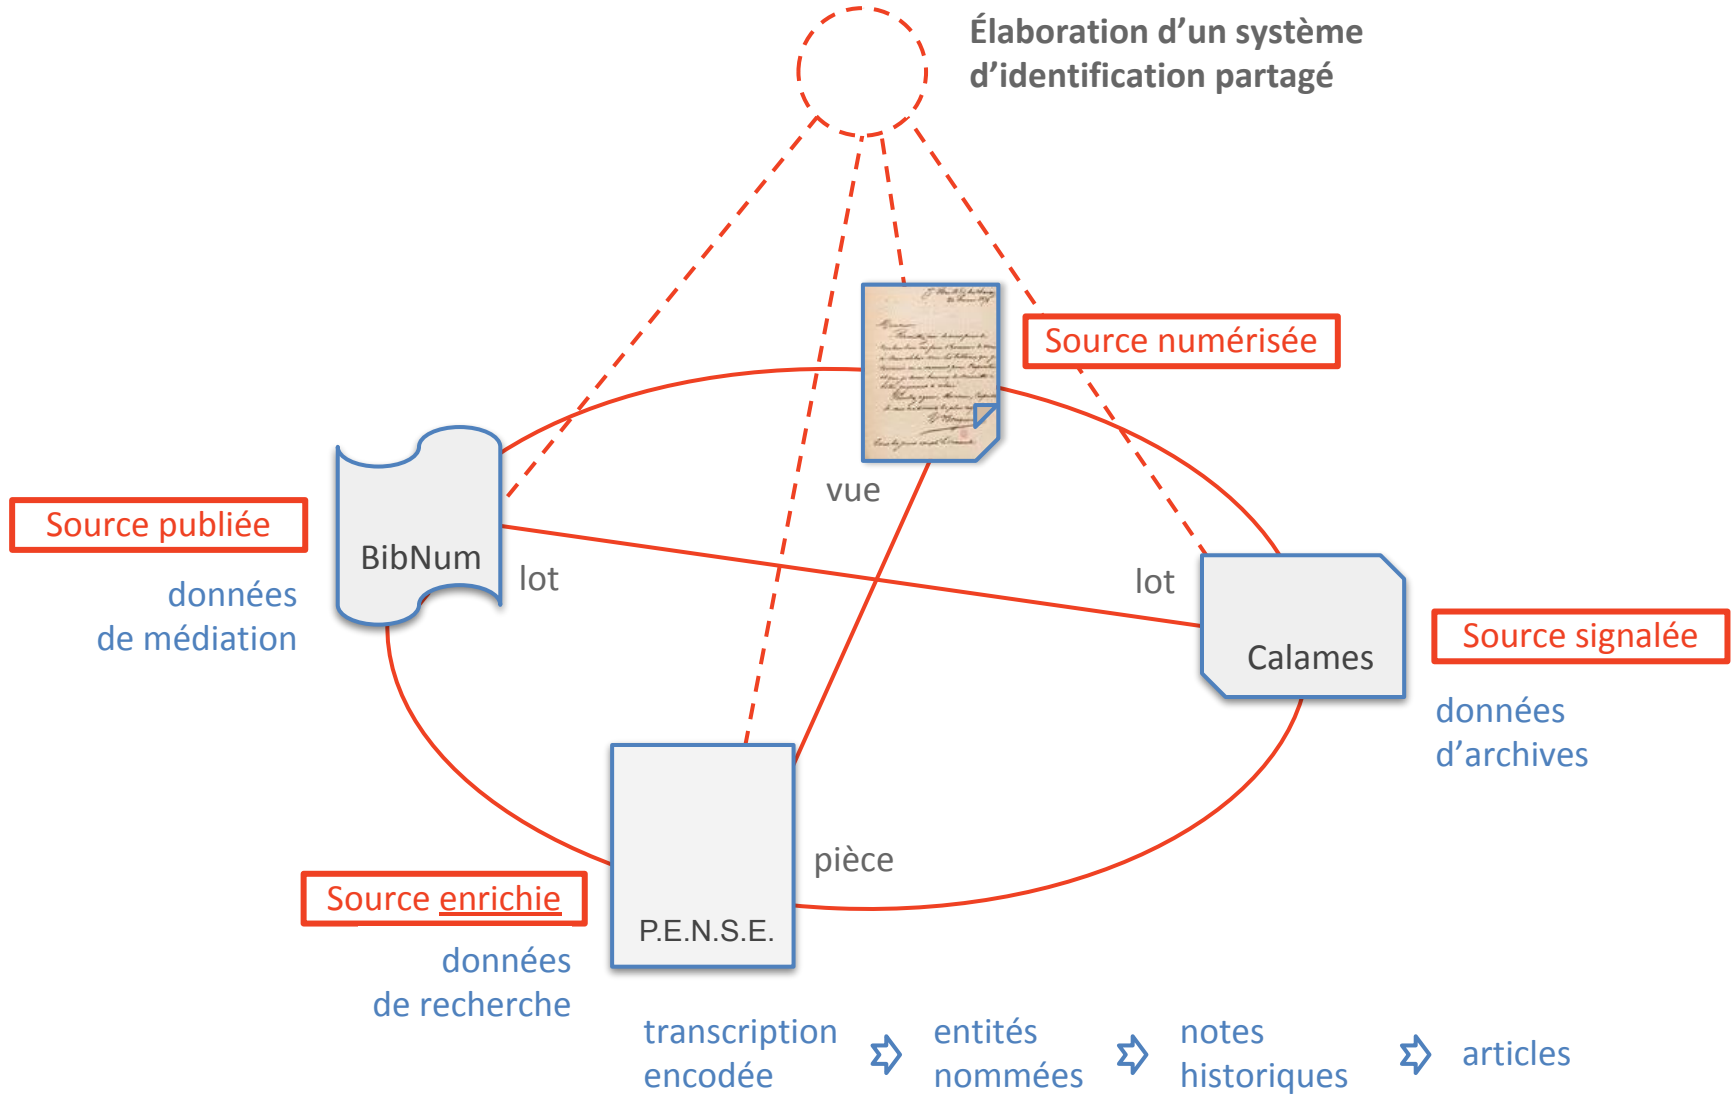 Élaboration d’un système
d’identification partagé
Source numérisée
vue
Source publiée
BibNum
lot
données
de médiation
lot
Calames
Source signalée
données
d’archives
pièce
Source enrichie
P.E.N.S.E.
données
de recherche
transcription
encodée
entités
nommées
notes
historiques
articles